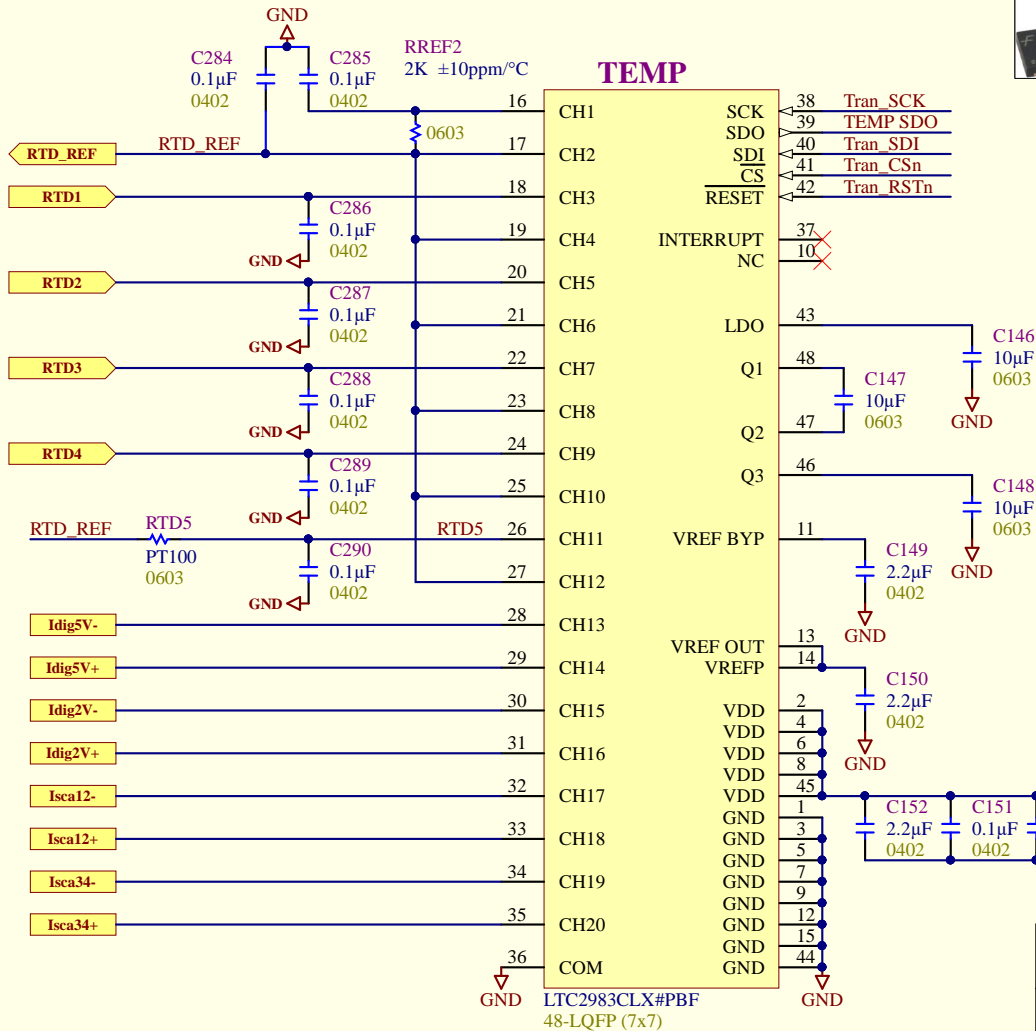 GND
C284
0.1µF
0402
C285
0.1µF
0402
RREF2
2K ±10ppm/°C
0603
TEMP
RTD_REF
RTD_REF
RTD1
C286
0.1µF
0402
GND
RTD2
C287
0.1µF
0402
GND
RTD3
C288
0.1µF
0402
GND
RTD4
C289
0.1µF
0402
GND
RTD_REF
RTD5
PT100
0603
RTD5
C290
0.1µF
0402
GND
Idig5V-
Idig5V+
Idig2V-
Idig2V+
Isca12-
Isca12+
Isca34-
Isca34+
16 CH1
17 CH2
18 CH3
19 CH4
20 CH5
21 CH6
22 CH7
23 CH8
24 CH9
25 CH10
26 CH11
27 CH12
28 CH13
29 CH14
30 CH15
31 CH16
32 CH17
33 CH18
34 CH19
35 CH20
36 COM
GND
SCK 38 Tran_SCK
SDO 39 TEMP SDO
SDI 40 Tran_SDI
CS 41 Tran_CSn
RESET 42 Tran_RSTn
INTERRUPT 37
NC 10
LDO 43
C146
10µF
0603
GND
Q1 48
C147
10µF
0603
Q2 47
Q3 46
C148
10µF
0603
GND
VREF BYP 11
C149
2.2µF
0402
GND
VREF OUT 13
VREFP 14
C150
2.2µF
0402
GND
VDD 2
VDD 4
VDD 6
VDD 8
VDD 45
C152
2.2µF
0402
C151
0.1µF
0402
GND 1
GND 3
GND 5
GND 7
GND 9
GND 12
GND 15
GND 44
GND
LTC2983CLX#PBF
48-LQFP (7x7)